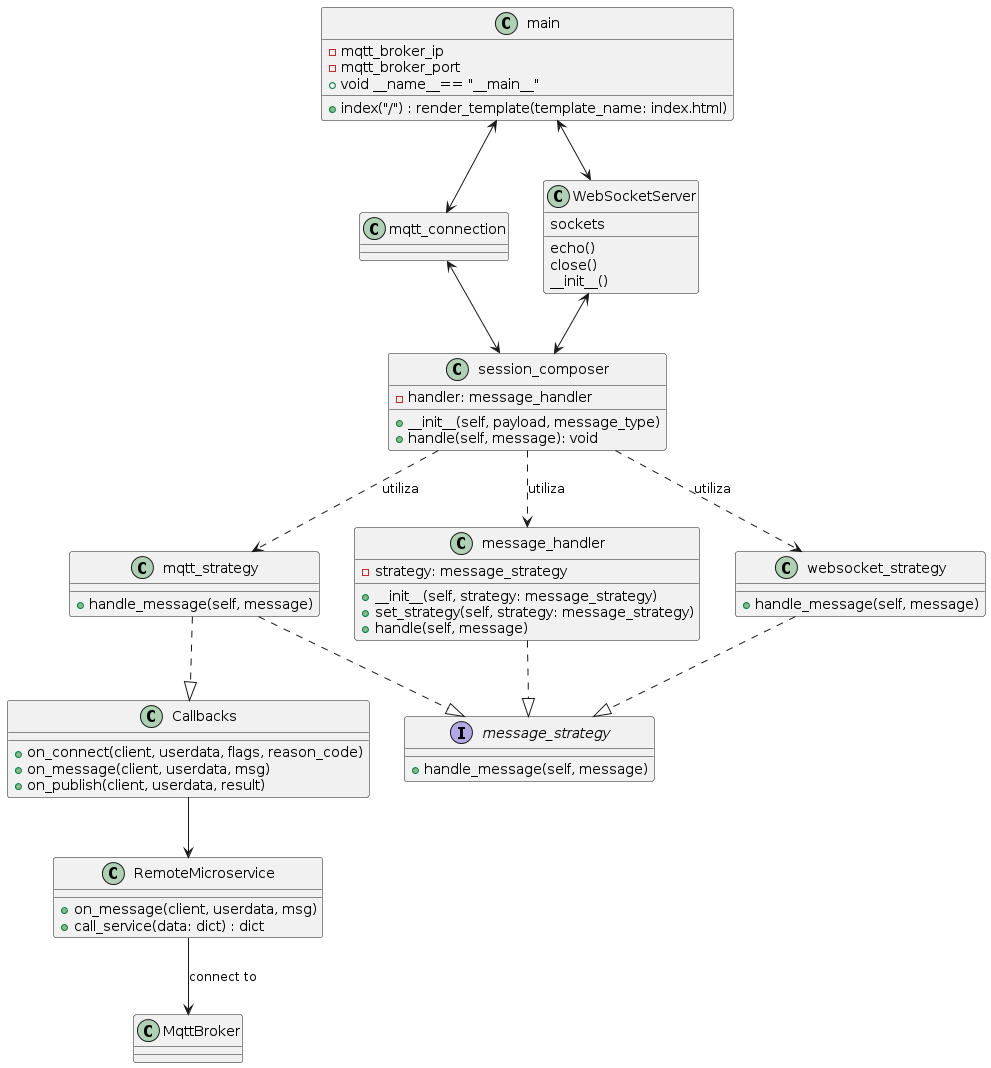 C main
mqtt_broker_ip
mqtt_broker_port
void __name__== "__main__"
index("/") : render_template(template_name: index.html)
C mqtt_connection
C WebSocketServer
sockets
echo()
close()
__init__()
C session_composer
handler: message_handler
__init__(self, payload, message_type)
handle(self, message): void
utiliza
utiliza
utiliza
C mqtt_strategy
handle_message(self, message)
C message_handler
strategy: message_strategy
__init__(self, strategy: message_strategy)
set_strategy(self, strategy: message_strategy)
handle(self, message)
C websocket_strategy
handle_message(self, message)
C Callbacks
on_connect(client, userdata, flags, reason_code)
on_message(client, userdata, msg)
on_publish(client, userdata, result)
I message_strategy
handle_message(self, message)
C RemoteMicroservice
on_message(client, userdata, msg)
call_service(data: dict) : dict
connect to
C MqttBroker